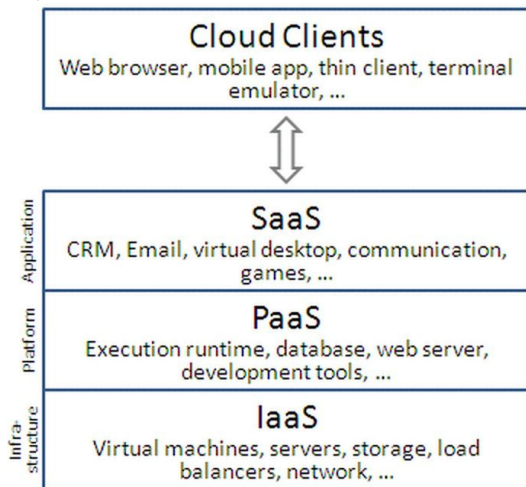 Cloud Clients
Web browser, mobile app, thin client, terminal
emulator, ...
Application
SaaS
CRM, Email, virtual desktop, communication,
games, ...
Platform
PaaS
Execution runtime, database, web server,
development tools, ...
Infra-
structure
IaaS
Virtual machines, servers, storage, load
balancers, network, ...